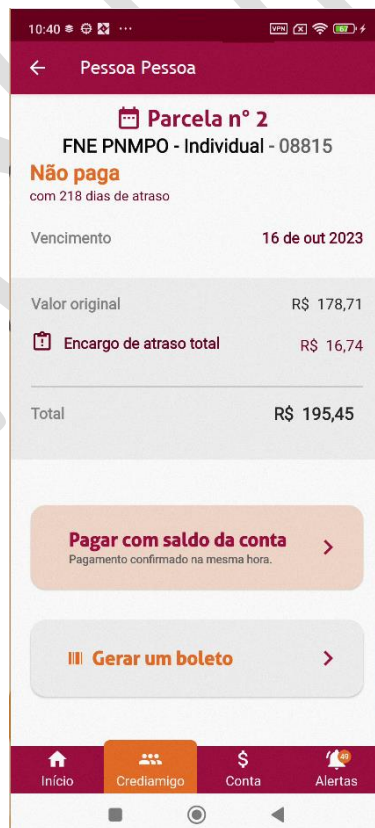 10:40
VPN
67
Pessoa Pessoa
Parcela n° 2
FNE PNMPO - Individual - 08815
Não paga
com 218 dias de atraso
Vencimento 16 de out 2023
Valor original R$ 178,71
Encargo de atraso total R$ 16,74
Total R$ 195,45
Pagar com saldo da conta
Pagamento confirmado na mesma hora.
Gerar um boleto
49
Início Crediamigo Conta Alertas